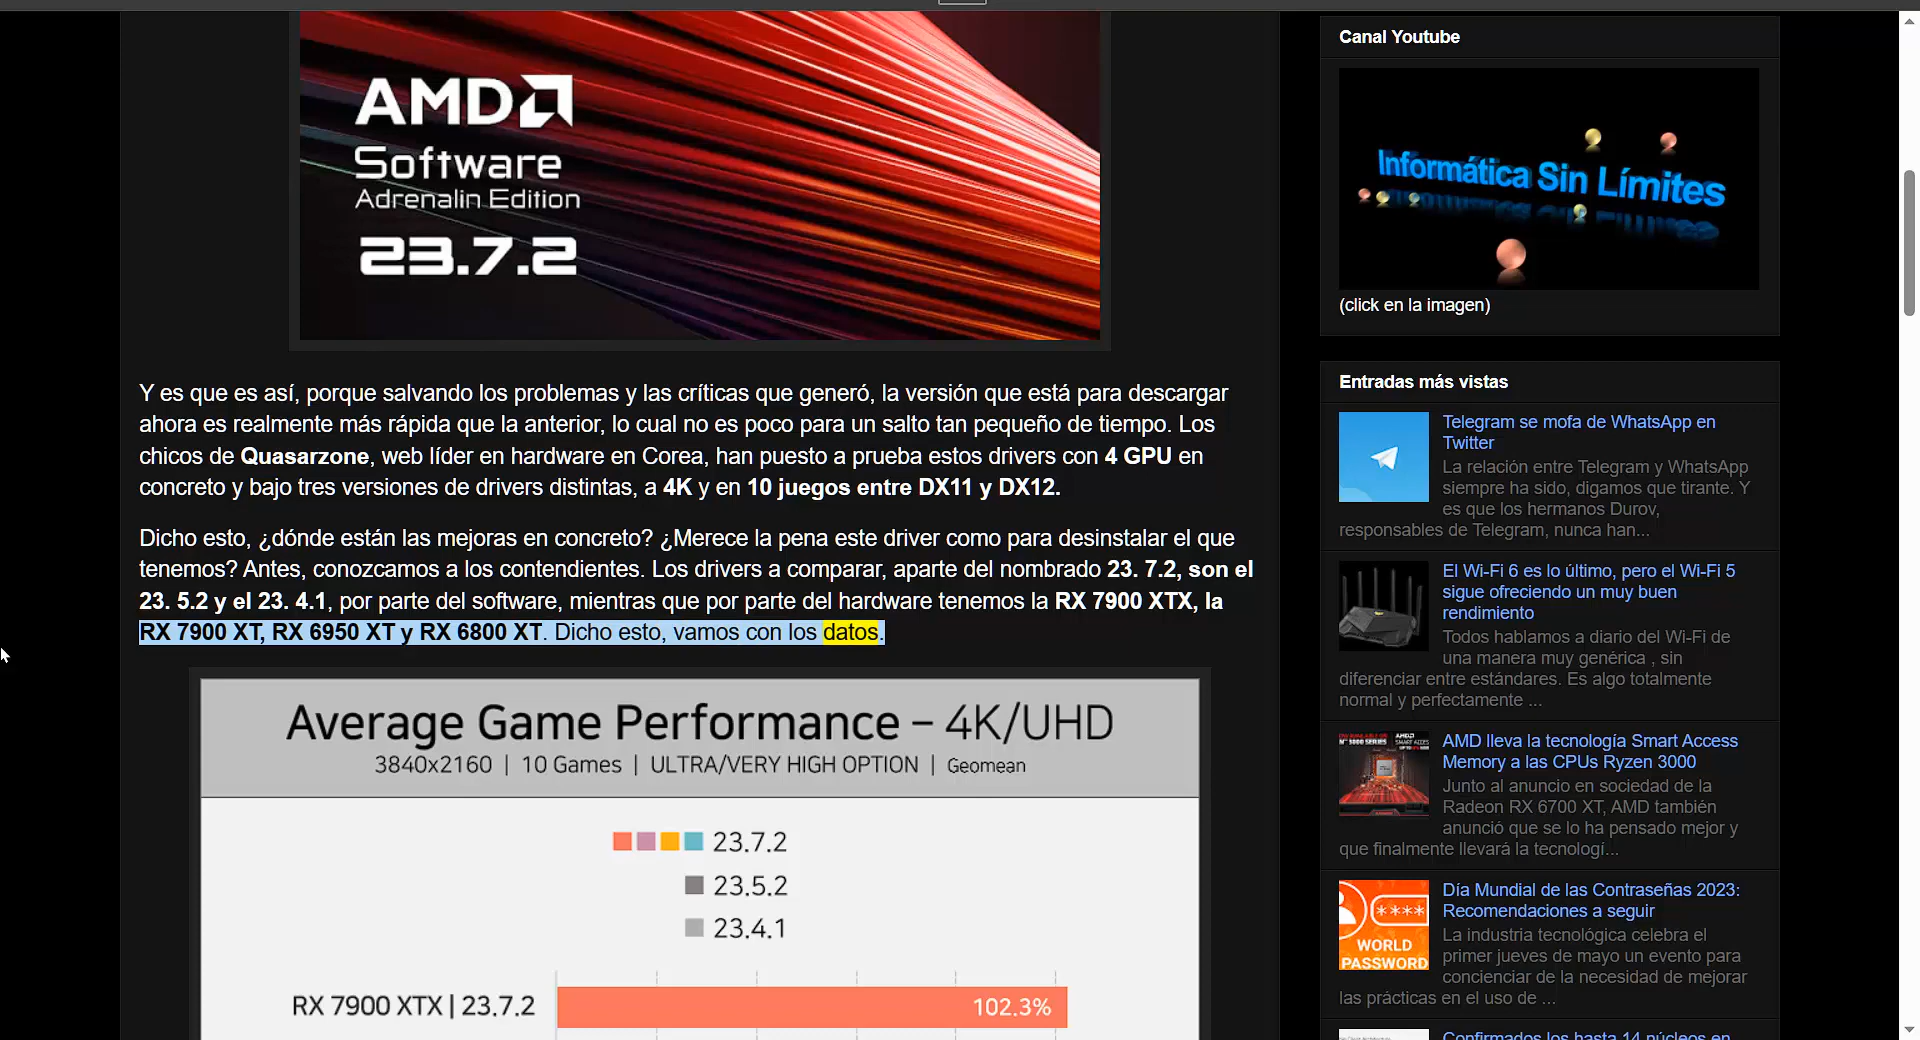 AMD
Software
Adrenalin Edition
23.7.2
Y es que es así, porque salvando los problemas y las críticas que generó, la versión que está para descargar
ahora es realmente más rápida que la anterior, lo cual no es poco para un salto tan pequeño de tiempo. Los
chicos de Quasarzone, web líder en hardware en Corea, han puesto a prueba estos drivers con 4 GPU en
concreto y bajo tres versiones de drivers distintas, a 4K y en 10 juegos entre DX11 y DX12.
Dicho esto, ¿dónde están las mejoras en concreto? ¿Merece la pena este driver como para desinstalar el que
tenemos? Antes, conozcamos a los contendientes. Los drivers a comparar, aparte del nombrado 23. 7.2, son el
23. 5.2 y el 23. 4.1, por parte del software, mientras que por parte del hardware tenemos la RX 7900 XTX, la
RX 7900 XT, RX 6950 XT y RX 6800 XT. Dicho esto, vamos con los datos.
Average Game Performance – 4K/UHD
3840x2160 | 10 Games | ULTRA/VERY HIGH OPTION | Geomean
23.7.2
23.5.2
23.4.1
RX 7900 XTX | 23.7.2 102.3%
Canal Youtube
Informática Sin Límites
(click en la imagen)
Entradas más vistas
Telegram se mofa de WhatsApp en
Twitter
La relación entre Telegram y WhatsApp
siempre ha sido, digamos que tirante. Y
es que los hermanos Durov,
responsables de Telegram, nunca han...
El Wi-Fi 6 es lo último, pero el Wi-Fi 5
sigue ofreciendo un muy buen
rendimiento
Todos hablamos a diario del Wi-Fi de
una manera muy genérica , sin
diferenciar entre estándares. Es algo totalmente
normal y perfectamente ...
AMD lleva la tecnología Smart Access
Memory a las CPUs Ryzen 3000
Junto al anuncio en sociedad de la
Radeon RX 6700 XT, AMD también
anunció que se lo ha pensado mejor y
que finalmente llevará la tecnologí...
Día Mundial de las Contraseñas 2023:
Recomendaciones a seguir
****
WORLD
PASSWORD
La industria tecnológica celebra el
primer jueves de mayo un evento para
concienciar de la necesidad de mejorar
las prácticas en el uso de ...
Confirmados los hasta 14 núcleos en